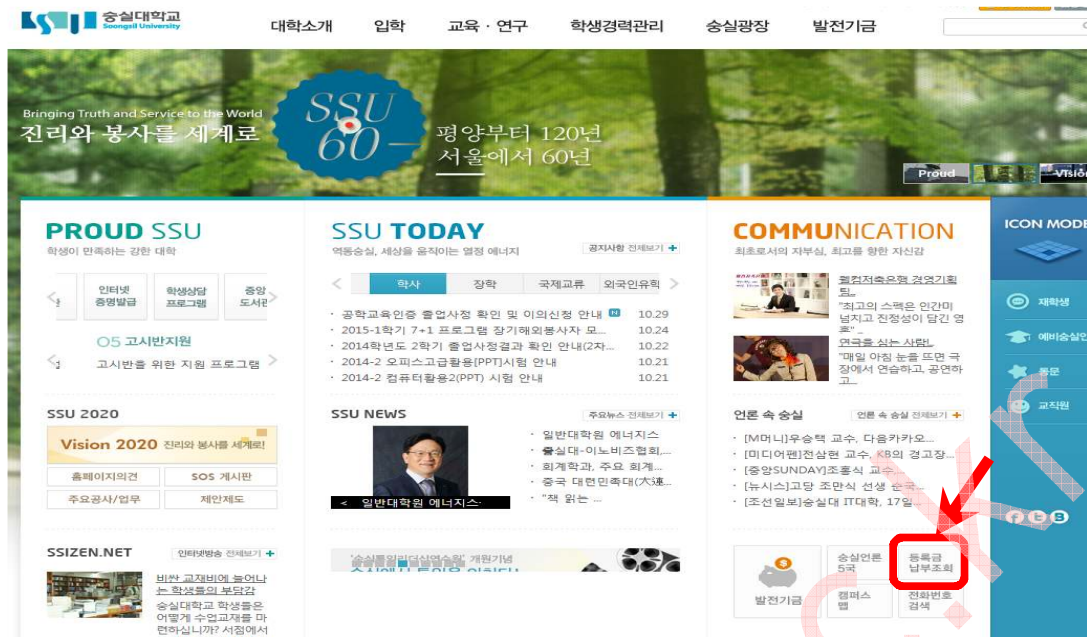 숭실대학교
Soongsil University
대학소개 입학 교육 · 연구 학생경력관리 숭실광장 발전기금
Bringing Truth and Service to the World
진리와 봉사를 세계로
SSU
60
평양부터 120년
서울에서 60년
Proud
Vision
PROUD SSU
학생이 만족하는 강한 대학
인터넷
증명발급
학생상담
프로그램
중앙
도서관
05 고시반지원
고시반을 위한 지원 프로그램
SSU 2020
Vision 2020 진리와 봉사를 세계로!
홈페이지의견 SOS 게시판
주요공사/업무 제안제도
SSIZEN.NET 인터넷방송 전체보기 +
비싼 교재비에 늘어나
는 학생들의 부담감
숭실대학교 학생들은
어떻게 수업교재를 마
련하십니까? 서점에서
SSU TODAY
역동숭실, 세상을 움직이는 열정 에너지 공지사항 전체보기 +
< 학사 장학 국제교류 외국인유학 >
· 공학교육인증 졸업사정 확인 및 이의신청 안내 N 10.29
· 2015-1학기 7+1 프로그램 장기해외봉사자 모... 10.24
· 2014학년도 2학기 졸업사정결과 확인 안내(2차... 10.22
· 2014-2 오피스고급활용(PPT)시험 안내 10.21
· 2014-2 컴퓨터활용2(PPT) 시험 안내 10.21
SSU NEWS 주요뉴스 전체보기 +
· 일반대학원 에너지스
· 숭실대-이노비즈협회,...
· 회계학과, 주요 회계...
· 중국 대련민족대(大連...
· "책 읽는 ...
< 일반대학원 에너지스·
'숭실통일리더십연수원' 개원기념
COMMUNICATION
최초로서의 자부심, 최고를 향한 자신감
웰컴저축은행 경영기획
팀..
"최고의 스펙은 인간미
넘치고 진정성이 담긴 영
혼" ..
연극을 심는 사람!..
"매일 아침 눈을 뜨면 극
장에서 연습하고, 공연하
고..
언론 속 숭실 언론 속 숭실 전체보기 +
· [M머니]우승택 교수, 다음카카오...
· [미디어펜]전삼현 교수, KB의 경고장...
· [중앙SUNDAY]조홍식 교수,...
· [뉴시스]고당 조만식 선생 순국...
· [조선일보]숭실대 IT대학, 17일...
발전기금
숭실언론
5국
등록금
납부조회
캠퍼스
맵
전화번호
검색
ICON MODE
재학생
예비숭실인
동문
교직원